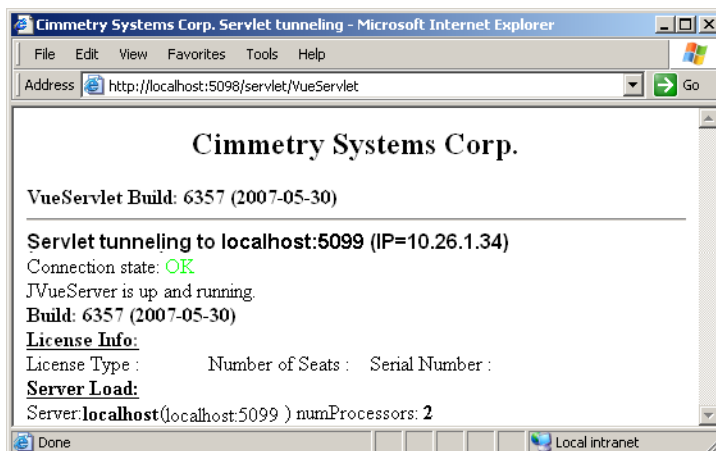 Cimmetry Systems Corp. Servlet tunneling - Microsoft Internet Explorer
File Edit View Favorites Tools Help
Address http://localhost:5098/servlet/VueServlet Go
Cimmetry Systems Corp.
VueServlet Build: 6357 (2007-05-30)
Servlet tunneling to localhost:5099 (IP=10.26.1.34)
Connection state: OK
JVueServer is up and running.
Build: 6357 (2007-05-30)
License Info:
License Type : Number of Seats : Serial Number :
Server Load:
Server:localhost(localhost:5099 ) numProcessors: 2
Done Local intranet